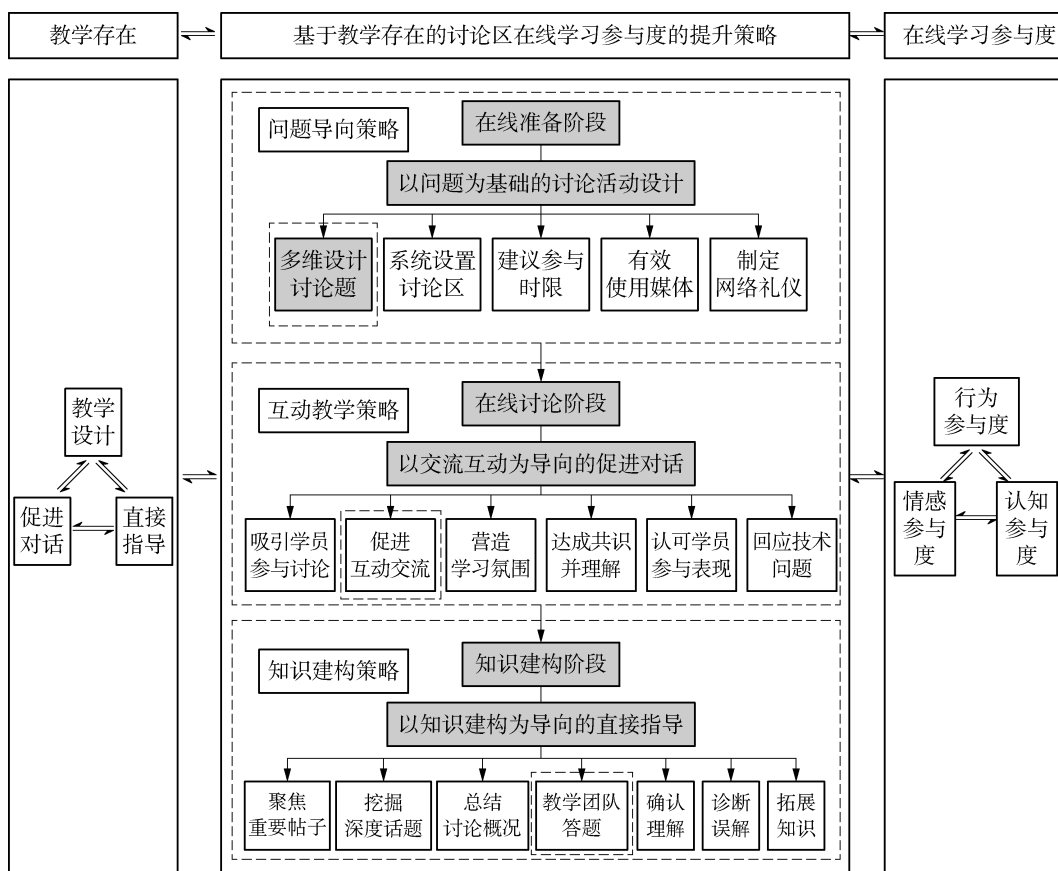 教学存在
基于教学存在的讨论区在线学习参与度的提升策略
在线学习参与度
教学
设计
促进
对话
直接
指导
问题导向策略
在线准备阶段
以问题为基础的讨论活动设计
多维设计
讨论题
系统设置
讨论区
建议参与
时限
有效
使用媒体
制定
网络礼仪
互动教学策略
在线讨论阶段
以交流互动为导向的促进对话
吸引学员
参与讨论
促进
互动交流
营造
学习氛围
达成共识
并理解
认可学员
参与表现
回应技术
问题
知识建构策略
知识建构阶段
以知识建构为导向的直接指导
聚焦
重要帖子
挖掘
深度话题
总结
讨论概况
教学团队
答题
确认
理解
诊断
误解
拓展
知识
行为
参与度
情感
参与
度
认知
参与
度